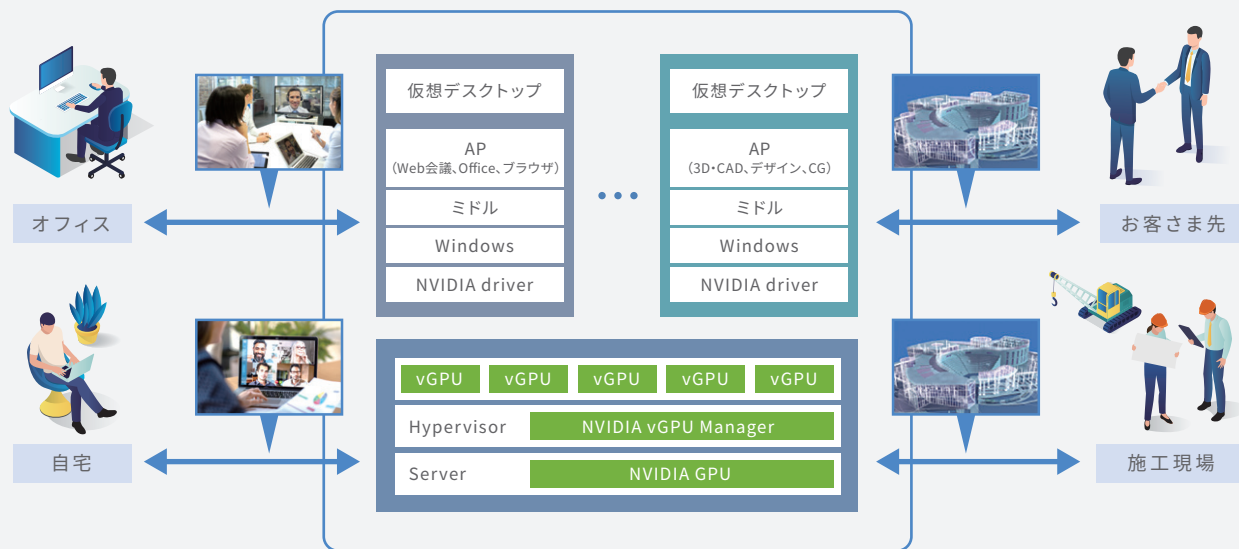 オフィス
自宅
仮想デスクトップ
AP
(Web会議、Office、ブラウザ)
ミドル
Windows
NVIDIA driver
仮想デスクトップ
AP
(3D・CAD、デザイン、CG)
ミドル
Windows
NVIDIA driver
vGPU vGPU vGPU vGPU vGPU
Hypervisor NVIDIA vGPU Manager
Server NVIDIA GPU
お客さま先
施工現場